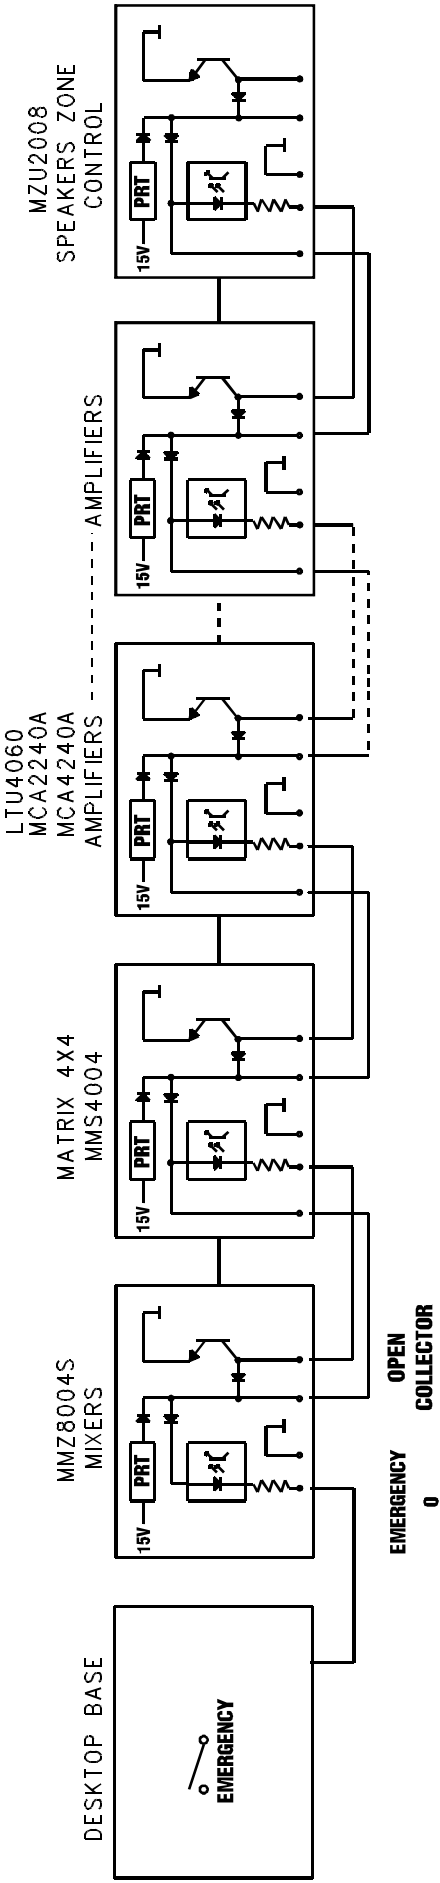 DESKTOP BASE
EMERGENCY
MMZ8004S
MIXERS
PRT
15V
MATRIX 4X4
MMS4004
PRT
15V
LTU4060
MCA2240A
MCA4240A
AMPLIFIERS
PRT
15V
AMPLIFIERS
PRT
15V
MZU2008
SPEAKERS ZONE
CONTROL
PRT
15V
EMERGENCY
0
OPEN
COLLECTOR